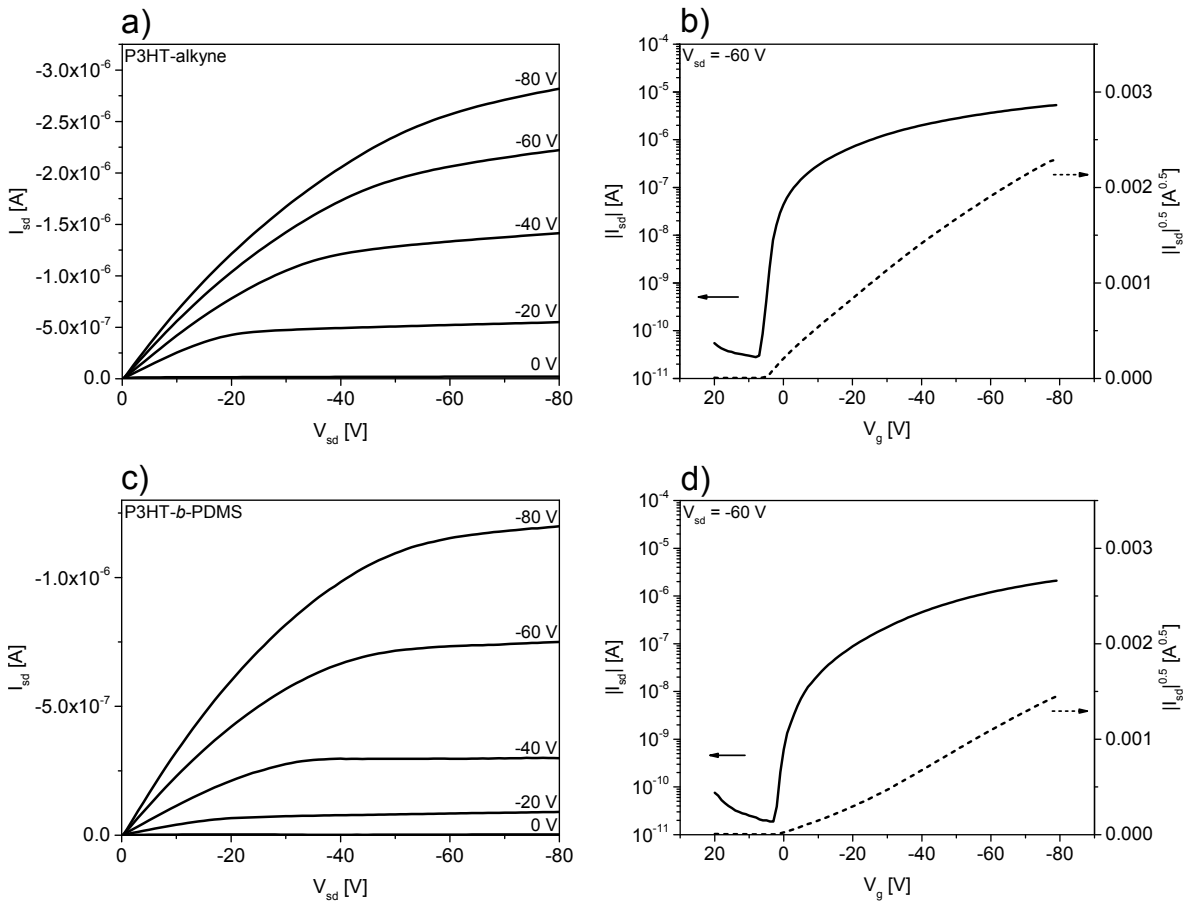 a)
P3HT-alkyne
-3.0x10⁻⁶
-2.5x10⁻⁶
-2.0x10⁻⁶
-1.5x10⁻⁶
-1.0x10⁻⁶
-5.0x10⁻⁷
0.0
I_sd [A]
-80 V
-60 V
-40 V
-20 V
0 V
0 -20 -40 -60 -80
V_sd [V]
b)
V_sd = -60 V
10⁻⁴
10⁻⁵
10⁻⁶
10⁻⁷
10⁻⁸
10⁻⁹
10⁻¹⁰
10⁻¹¹
|I_sd| [A]
0.003
0.002
0.001
0.000
|I_sd|^0.5 [A^0.5]
20 0 -20 -40 -60 -80
V_g [V]
c)
P3HT-b-PDMS
-1.0x10⁻⁶
-5.0x10⁻⁷
0.0
I_sd [A]
-80 V
-60 V
-40 V
-20 V
0 V
0 -20 -40 -60 -80
V_sd [V]
d)
V_sd = -60 V
10⁻⁴
10⁻⁵
10⁻⁶
10⁻⁷
10⁻⁸
10⁻⁹
10⁻¹⁰
10⁻¹¹
|I_sd| [A]
0.003
0.002
0.001
0.000
|I_sd|^0.5 [A^0.5]
20 0 -20 -40 -60 -80
V_g [V]